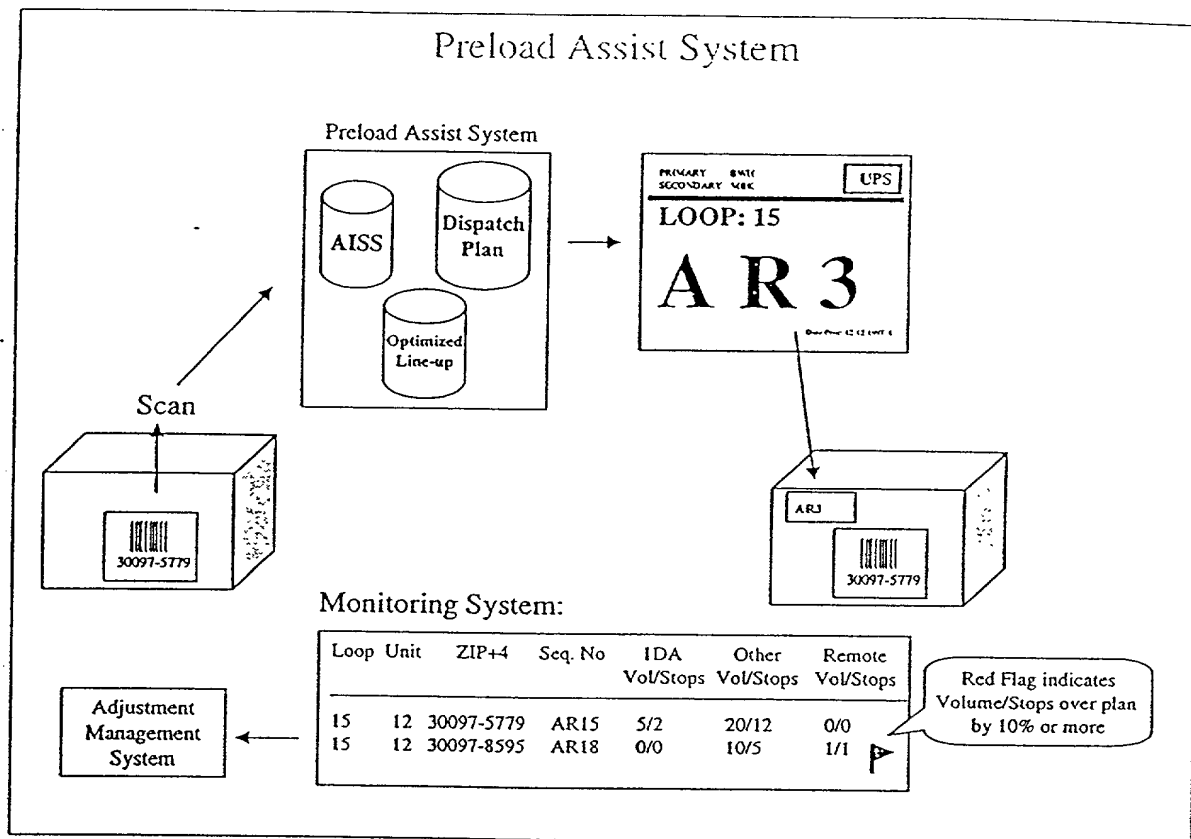 Preload Assist System
Preload Assist System
AISS
Dispatch
Plan
Optimized
Line-up
PRIMARY
SECONDARY
UPS
LOOP: 15
A R 3
Scan
30097-5779
AR3
30097-5779
Monitoring System:
Loop Unit ZIP+4 Seq. No 1DA Other Remote
Vol/Stops Vol/Stops Vol/Stops
15 12 30097-5779 AR15 5/2 20/12 0/0
15 12 30097-8595 AR18 0/0 10/5 1/1
Red Flag indicates
Volume/Stops over plan
by 10% or more
Adjustment
Management
System